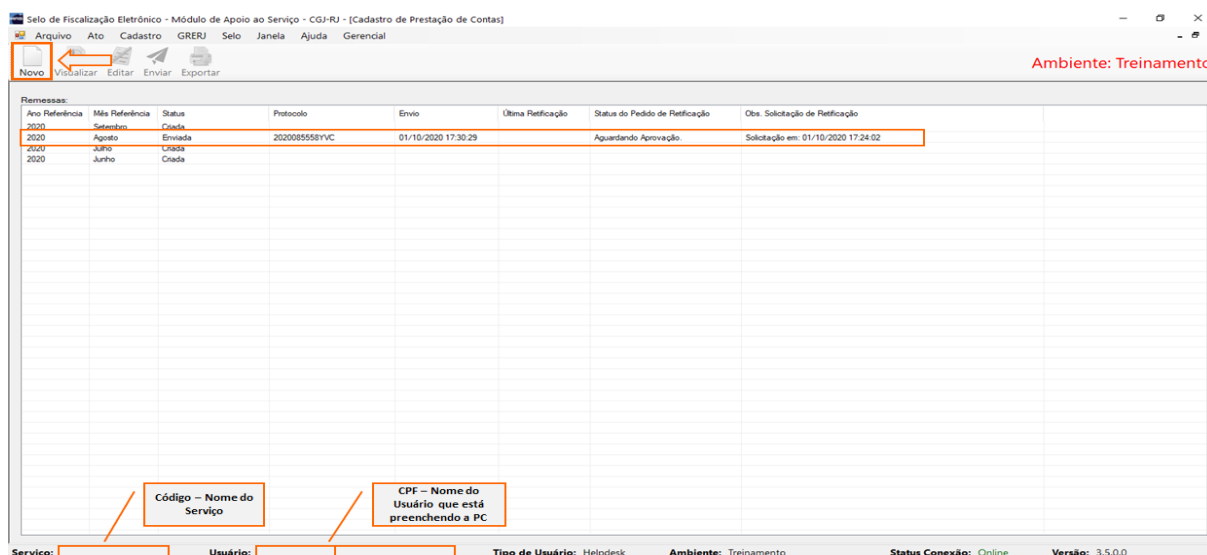 Selo de Fiscalização Eletrônico - Módulo de Apoio ao Serviço - CGJ-RJ - [Cadastro de Prestação de Contas]
Arquivo Ato Cadastro GRERJ Selo Janela Ajuda Gerencial
Novo Visualizar Editar Enviar Exportar
Ambiente: Treinamento
Remessas:
Ano Referência Mês Referência Status Protocolo Envio Última Retificação Status do Pedido de Retificação Obs. Solicitação de Retificação
2020 Setembro Criada
2020 Agosto Enviada 2020085558YVC 01/10/2020 17:30:29 Aguardando Aprovação. Solicitação em: 01/10/2020 17:24:02
2020 Julho Criada
2020 Junho Criada
Código – Nome do
Serviço
CPF – Nome do
Usuário que está
preenchendo a PC
Serviço: Usuário: Tipo de Usuário: Helpdesk Ambiente: Treinamento Status Conexão: Online Versão: 3.5.0.0